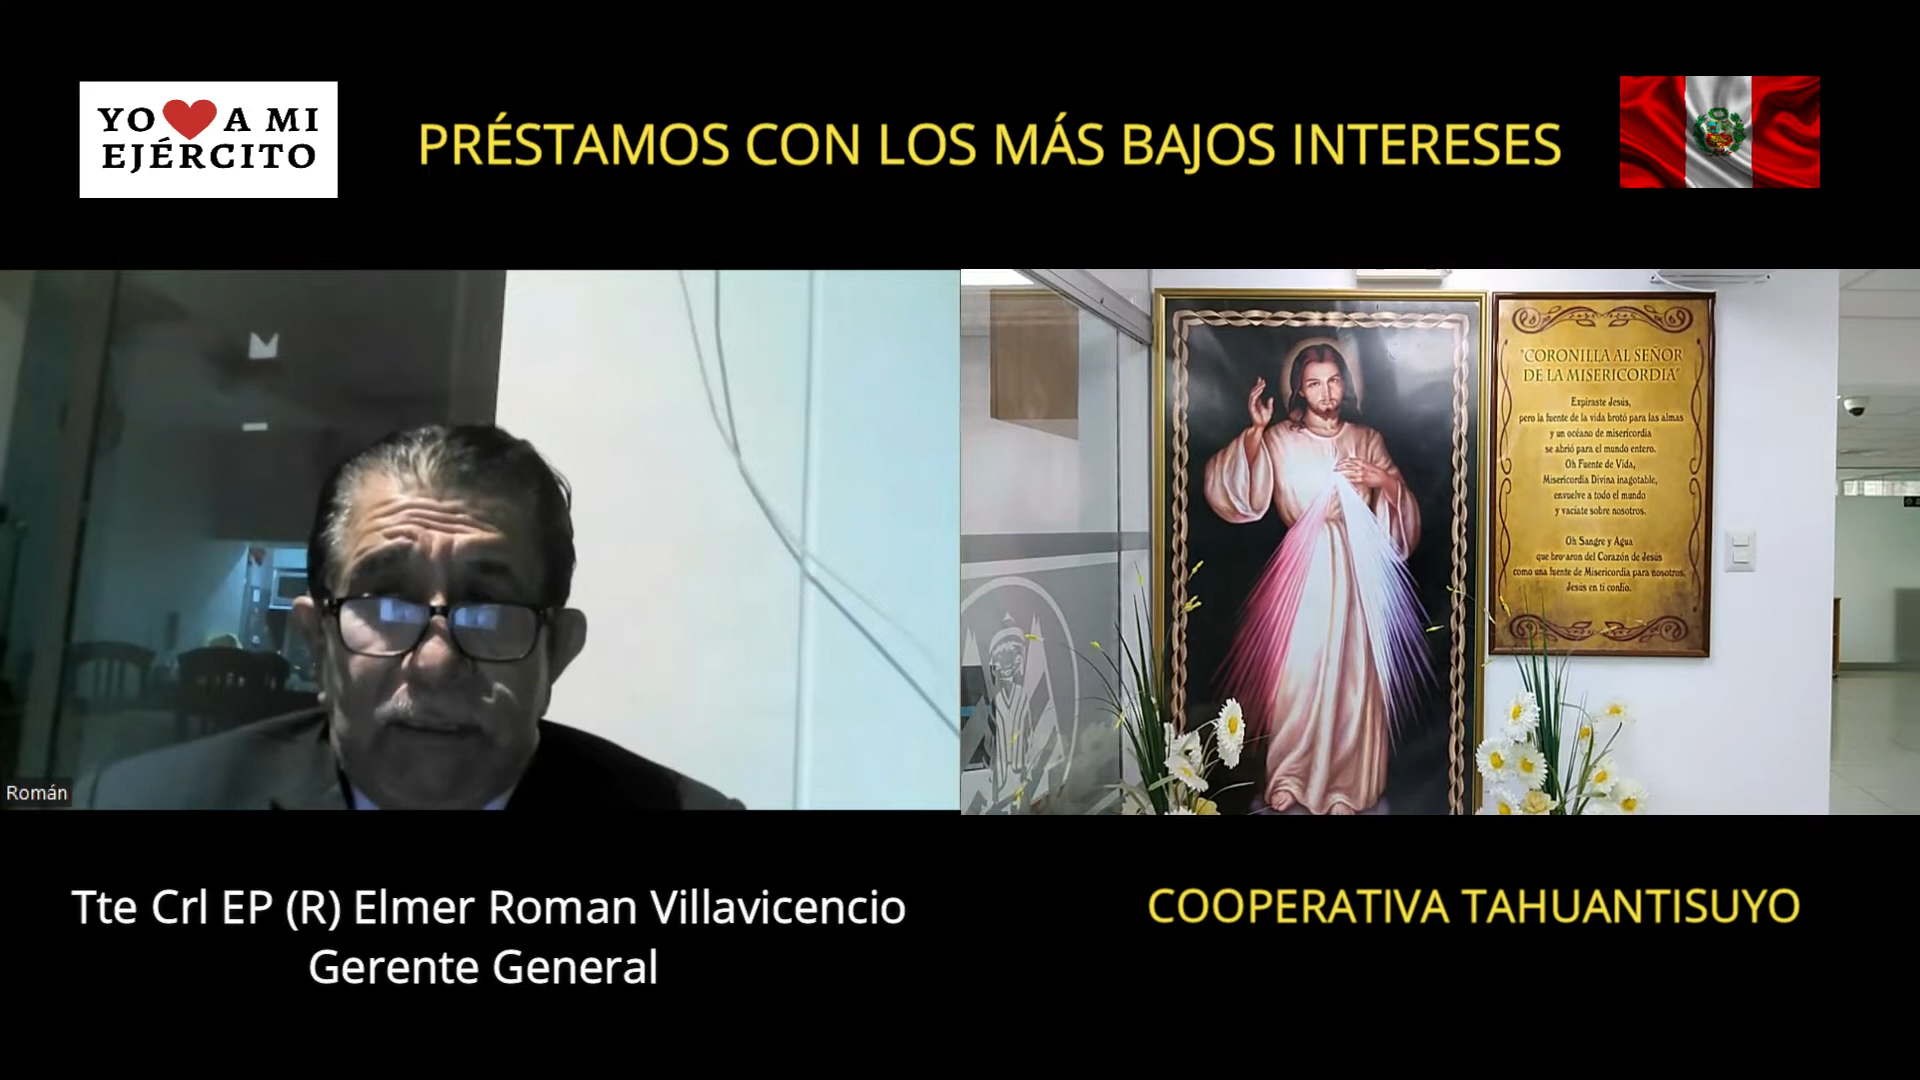 YO A MI
EJÉRCITO
PRÉSTAMOS CON LOS MÁS BAJOS INTERESES
"CORONILLA AL SEÑOR
DE LA MISERICORDIA"
Expiraste Jesús,
pero la fuente de la vida brotó para las almas
y un océano de misericordia
se abrió para el mundo entero.
Oh Fuente de Vida,
Misericordia Divina inagotable,
envuelve a todo el mundo
y vacíate sobre nosotros.
Oh Sangre y Agua
que brotaron del Corazón de Jesús
como una fuente de Misericordia para nosotros,
Jesús en ti confío.
Román
Tte Crl EP (R) Elmer Roman Villavicencio
Gerente General
COOPERATIVA TAHUANTISUYO